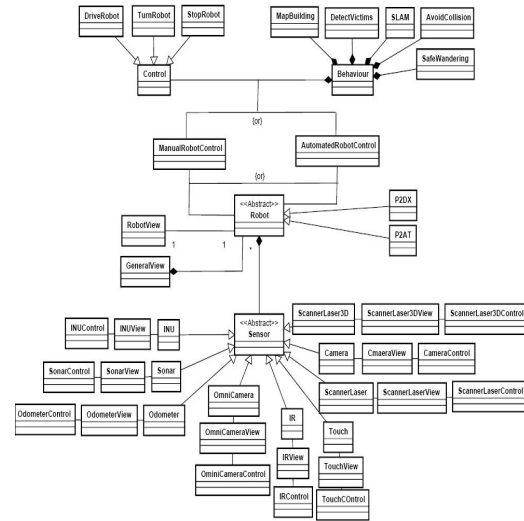 DriveRobot TurnRobot StopRobot MapBuilding DetectVictims SLAM AvoidCollision
SafeWandering
Control Behaviour
{or}
ManualRobotControl AutomatedRobotControl
{or}
<<Abstract>>
Robot
P2DX
RobotView
P2AT
1 1 *
GeneralView
<<Abstract>>
Sensor
ScannerLaser3D ScannerLaser3DView ScannerLaser3DControl
INUControl INUView INU
Camera CmaeraView CameraControl
SonarControl SonarView Sonar
ScannerLaser ScannerLaserView ScannerLaserControl
OdometerControl OdometerView Odometer
OmniCamera IR Touch
OmniCameraView IRView TouchView
OminiCameraControl IRControl TouchCOntrol